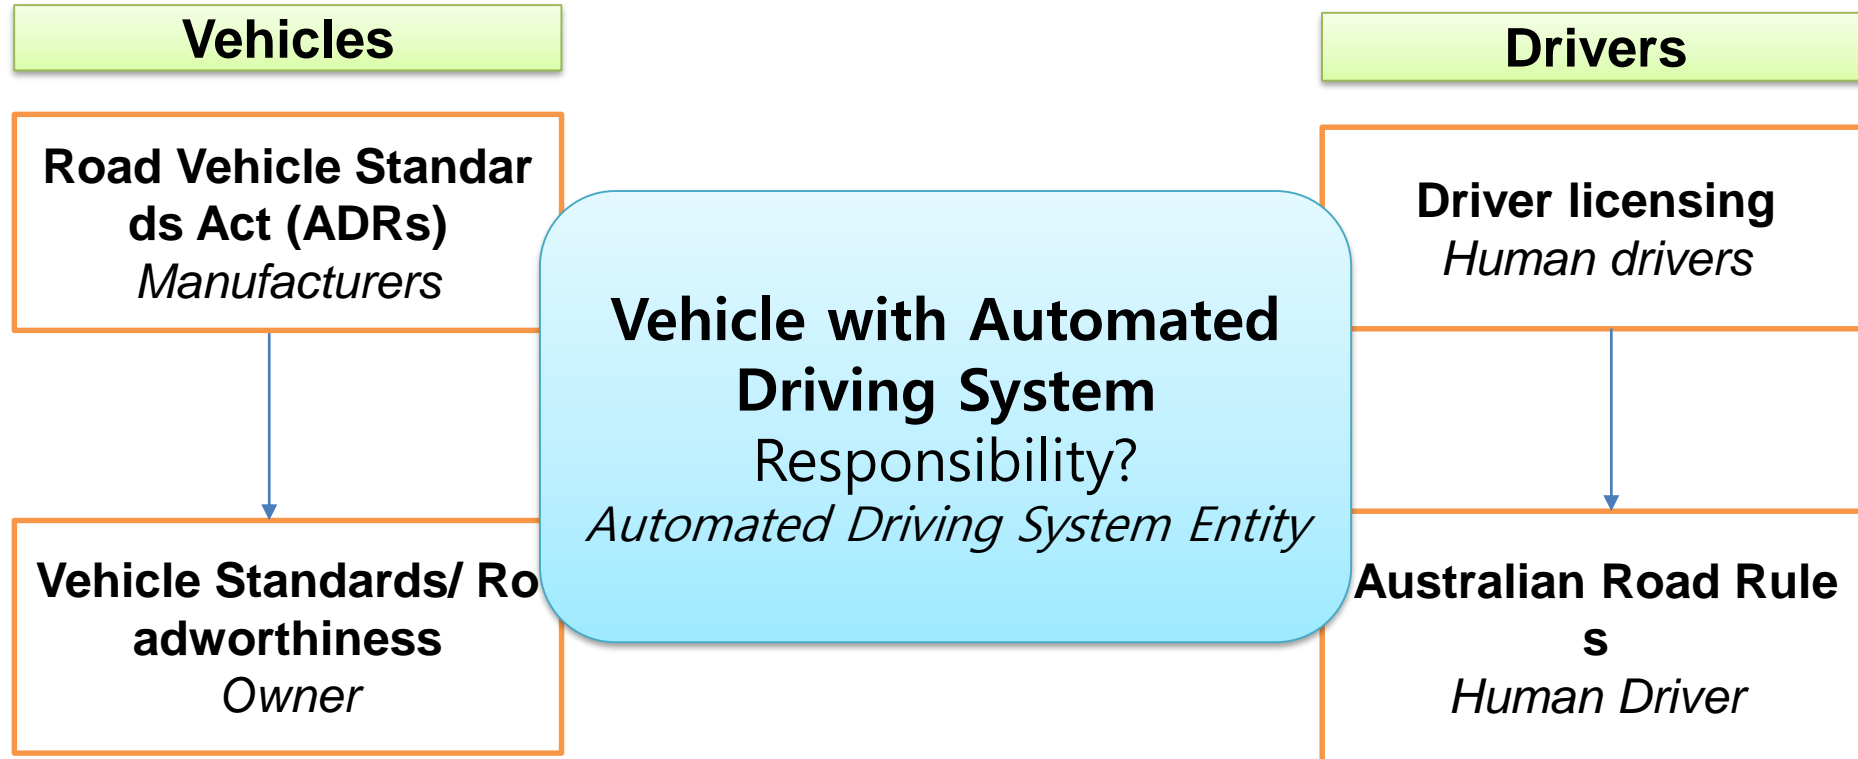 Vehicles
Road Vehicle Standar
ds Act (ADRs)
Manufacturers
Vehicle Standards/ Ro
adworthiness
Owner
Vehicle with Automated
Driving System
Responsibility?
Automated Driving System Entity
Drivers
Driver licensing
Human drivers
Australian Road Rule
s
Human Driver